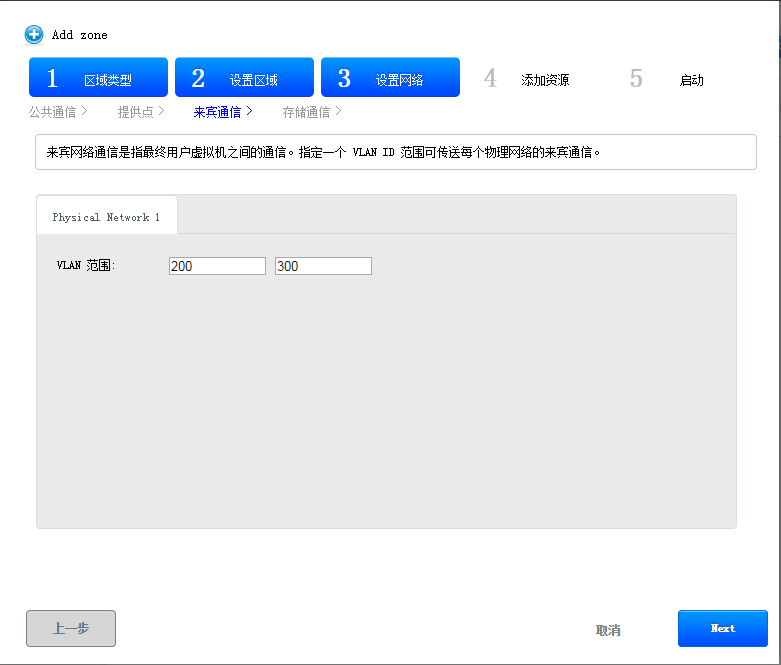 Add zone
1 区域类型 2 设置区域 3 设置网络 4 添加资源 5 启动
公共通信 > 提供点 > 来宾通信 > 存储通信 >
来宾网络通信是指最终用户虚拟机之间的通信。指定一个 VLAN ID 范围可传送每个物理网络的来宾通信。
Physical Network 1
VLAN 范围: 200 300
上一步 取消 Next